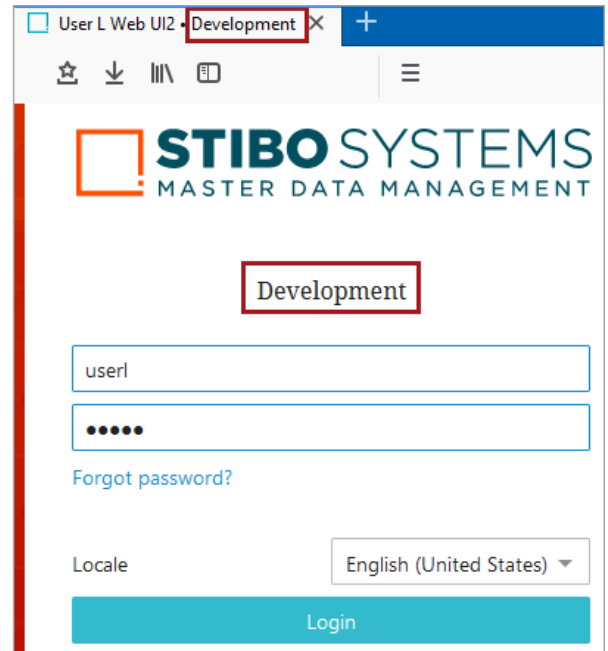 User L Web UI2 • Development
STIBO SYSTEMS
MASTER DATA MANAGEMENT
Development
userl
•••••
Forgot password?
Locale English (United States)
Login